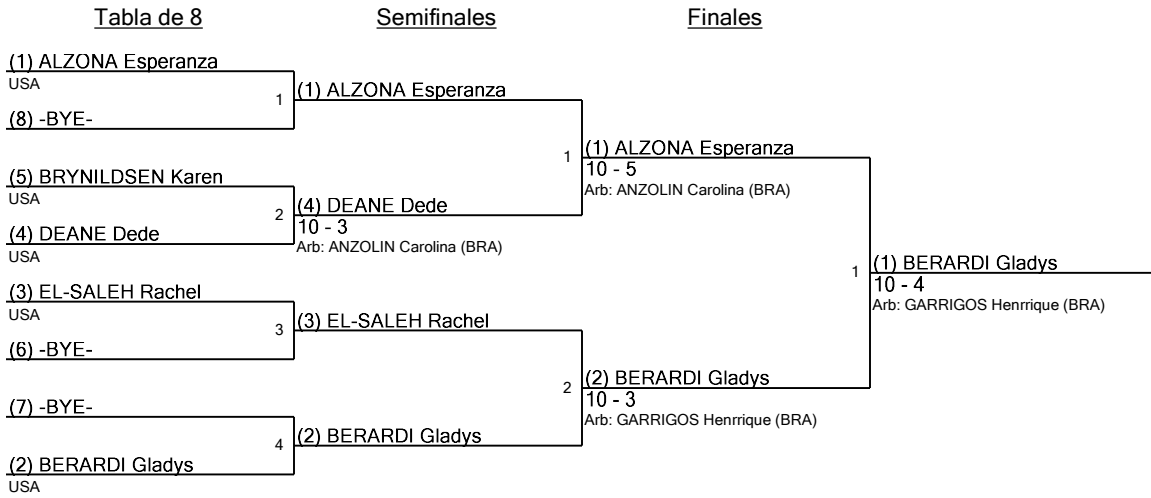 Tabla de 8
Semifinales
Finales
(1) ALZONA Esperanza
USA
1
(1) ALZONA Esperanza
(8) -BYE-
1
(1) ALZONA Esperanza
10 - 5
Arb: ANZOLIN Carolina (BRA)
(5) BRYNILDSEN Karen
USA
2
(4) DEANE Dede
10 - 3
Arb: ANZOLIN Carolina (BRA)
(4) DEANE Dede
USA
1
(1) BERARDI Gladys
10 - 4
Arb: GARRIGOS Henrrique (BRA)
(3) EL-SALEH Rachel
USA
3
(3) EL-SALEH Rachel
(6) -BYE-
2
(2) BERARDI Gladys
10 - 3
Arb: GARRIGOS Henrrique (BRA)
(7) -BYE-
4
(2) BERARDI Gladys
(2) BERARDI Gladys
USA